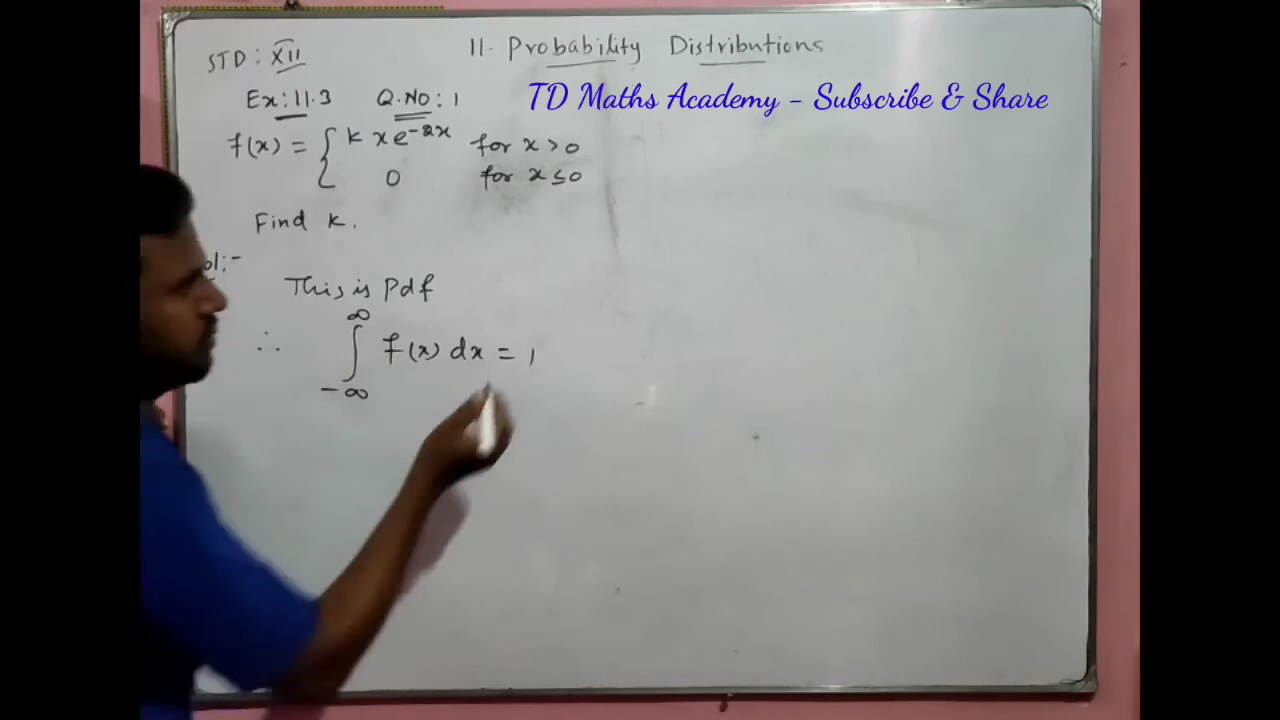 11. Probability Distributions
STD: XII
Ex: 11.3 Q.NO: 1
TD Maths Academy - Subscribe & Share
f(x) = { k x e^-2x for x > 0
0 for x ≤ 0
Find k.
This is Pdf
∴ ∫_{-∞}^{∞} f(x) dx = 1